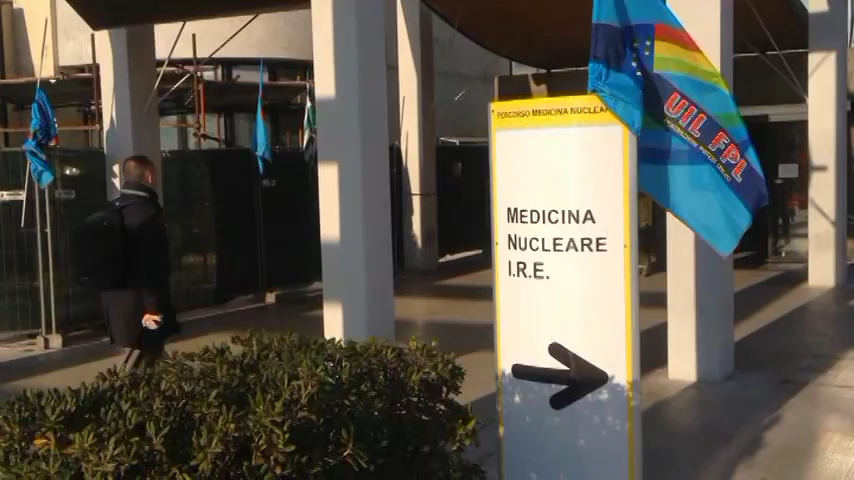 PERCORSO MEDICINA NUCLEARE
MEDICINA
NUCLEARE
I.R.E.
UIL FPL